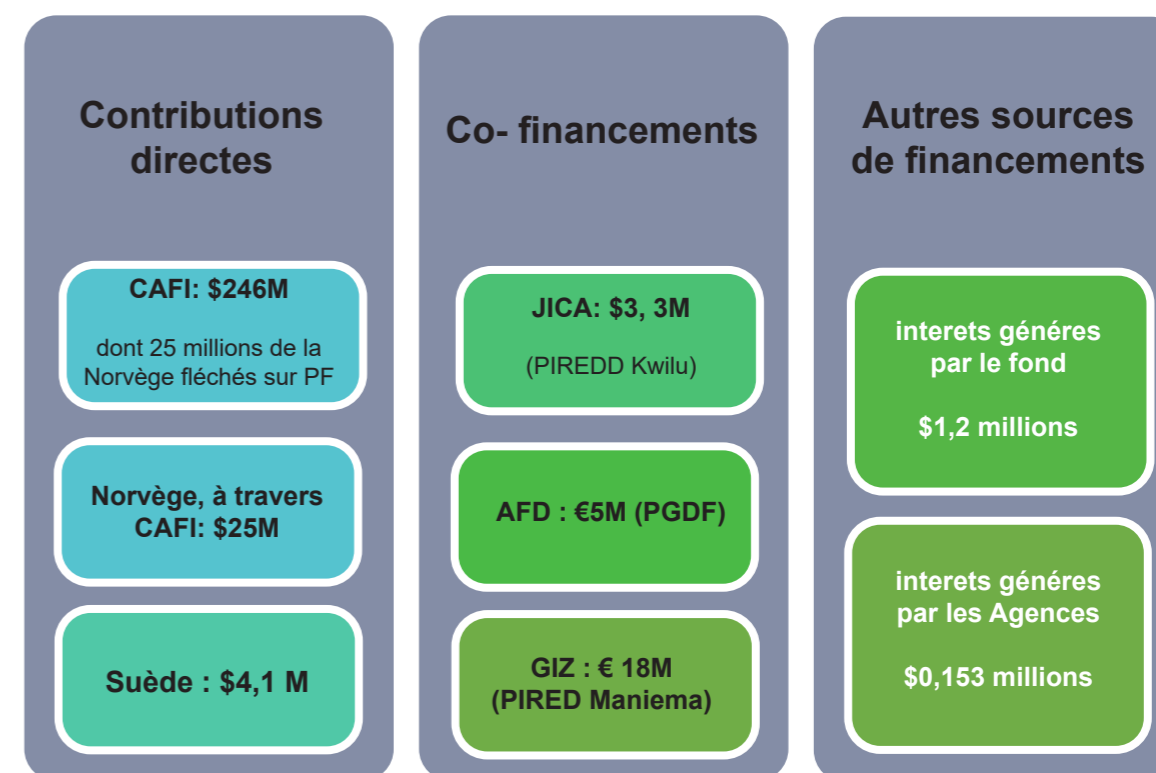 Contributions
directes
CAFI: $246M
dont 25 millions de la
Norvège fléchés sur PF
Norvège, à travers
CAFI: $25M
Suède : $4,1 M
Co- financements
JICA: $3, 3M
(PIREDD Kwilu)
AFD : €5M (PGDF)
GIZ : € 18M
(PIRED Maniema)
Autres sources
de financements
interets généres
par le fond
$1,2 millions
interets généres
par les Agences
$0,153 millions